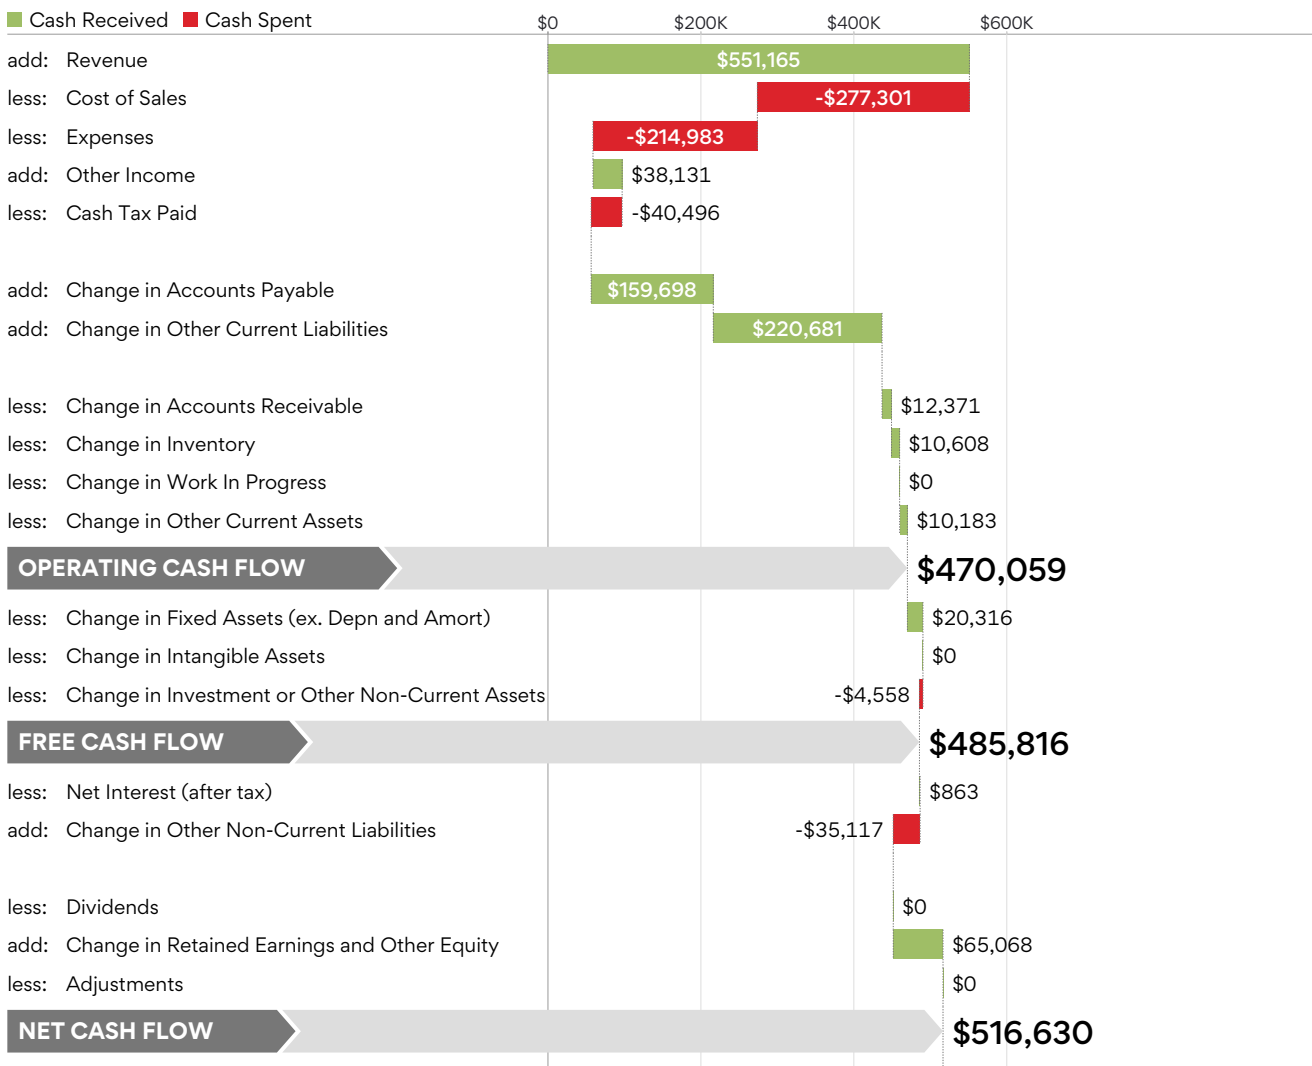 Cash Received Cash Spent $0 $200K $400K $600K
add: Revenue $551,165
less: Cost of Sales -$277,301
less: Expenses -$214,983
add: Other Income $38,131
less: Cash Tax Paid -$40,496
add: Change in Accounts Payable $159,698
add: Change in Other Current Liabilities $220,681
less: Change in Accounts Receivable $12,371
less: Change in Inventory $10,608
less: Change in Work In Progress $0
less: Change in Other Current Assets $10,183
OPERATING CASH FLOW $470,059
less: Change in Fixed Assets (ex. Depn and Amort) $20,316
less: Change in Intangible Assets $0
less: Change in Investment or Other Non-Current Assets -$4,558
FREE CASH FLOW $485,816
less: Net Interest (after tax) $863
add: Change in Other Non-Current Liabilities -$35,117
less: Dividends $0
add: Change in Retained Earnings and Other Equity $65,068
less: Adjustments $0
NET CASH FLOW $516,630